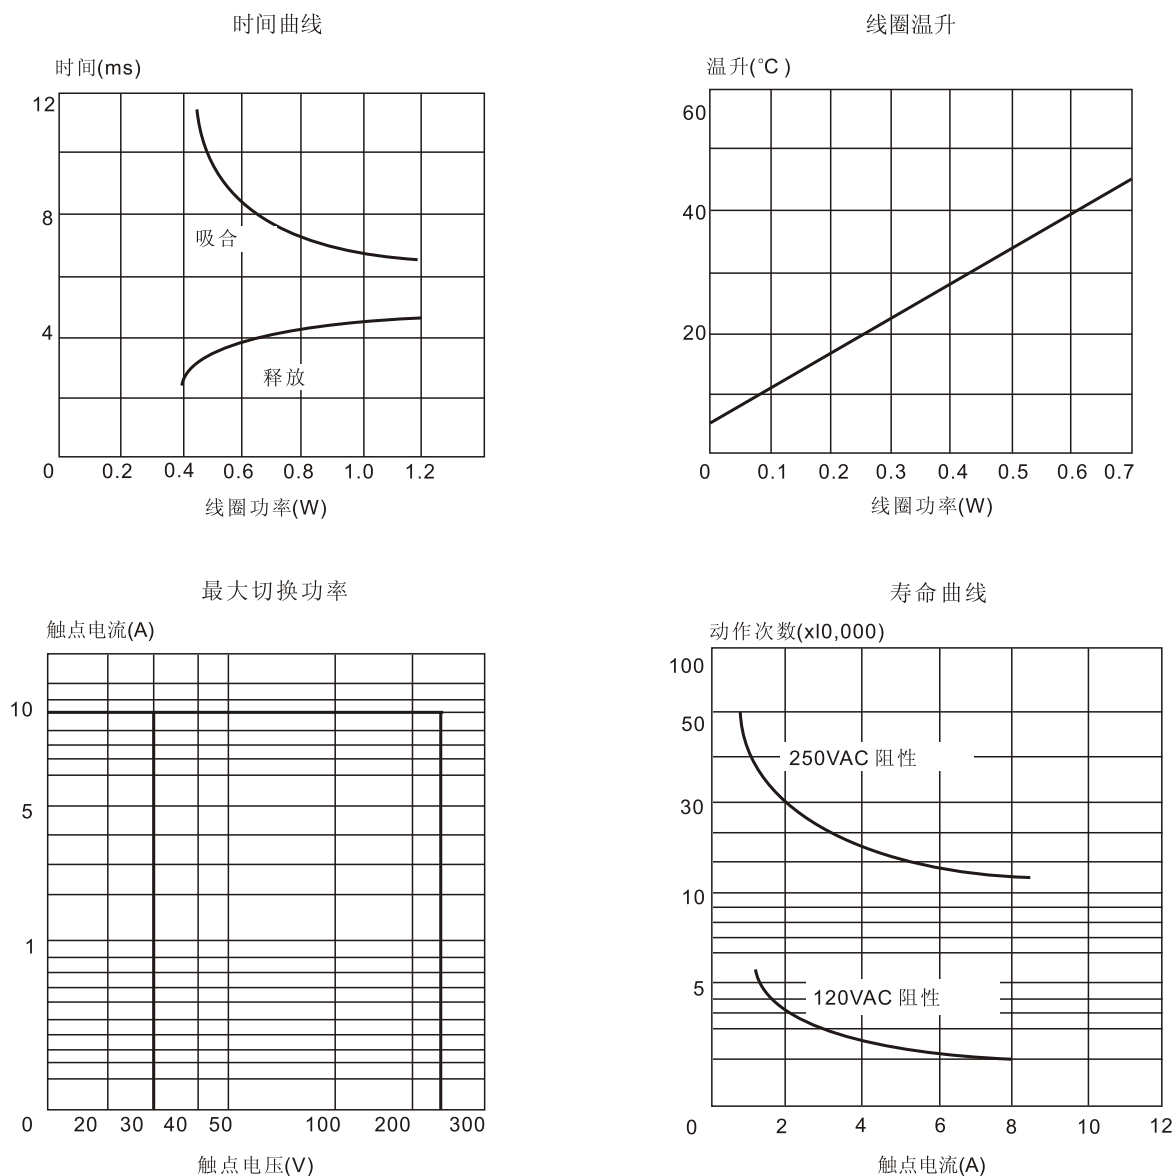 时间曲线
时间(ms)
12
8
4
吸合
释放
0 0.2 0.4 0.6 0.8 1.0 1.2
线圈功率(W)
线圈温升
温升(°C )
60
40
20
0 0.1 0.2 0.3 0.4 0.5 0.6 0.7
线圈功率(W)
最大切换功率
触点电流(A)
10
5
1
0 20 30 40 50 100 200 300
触点电压(V)
寿命曲线
动作次数(xl0,000)
100
50
250VAC 阻性
30
10
5
120VAC 阻性
0 2 4 6 8 10 12
触点电流(A)